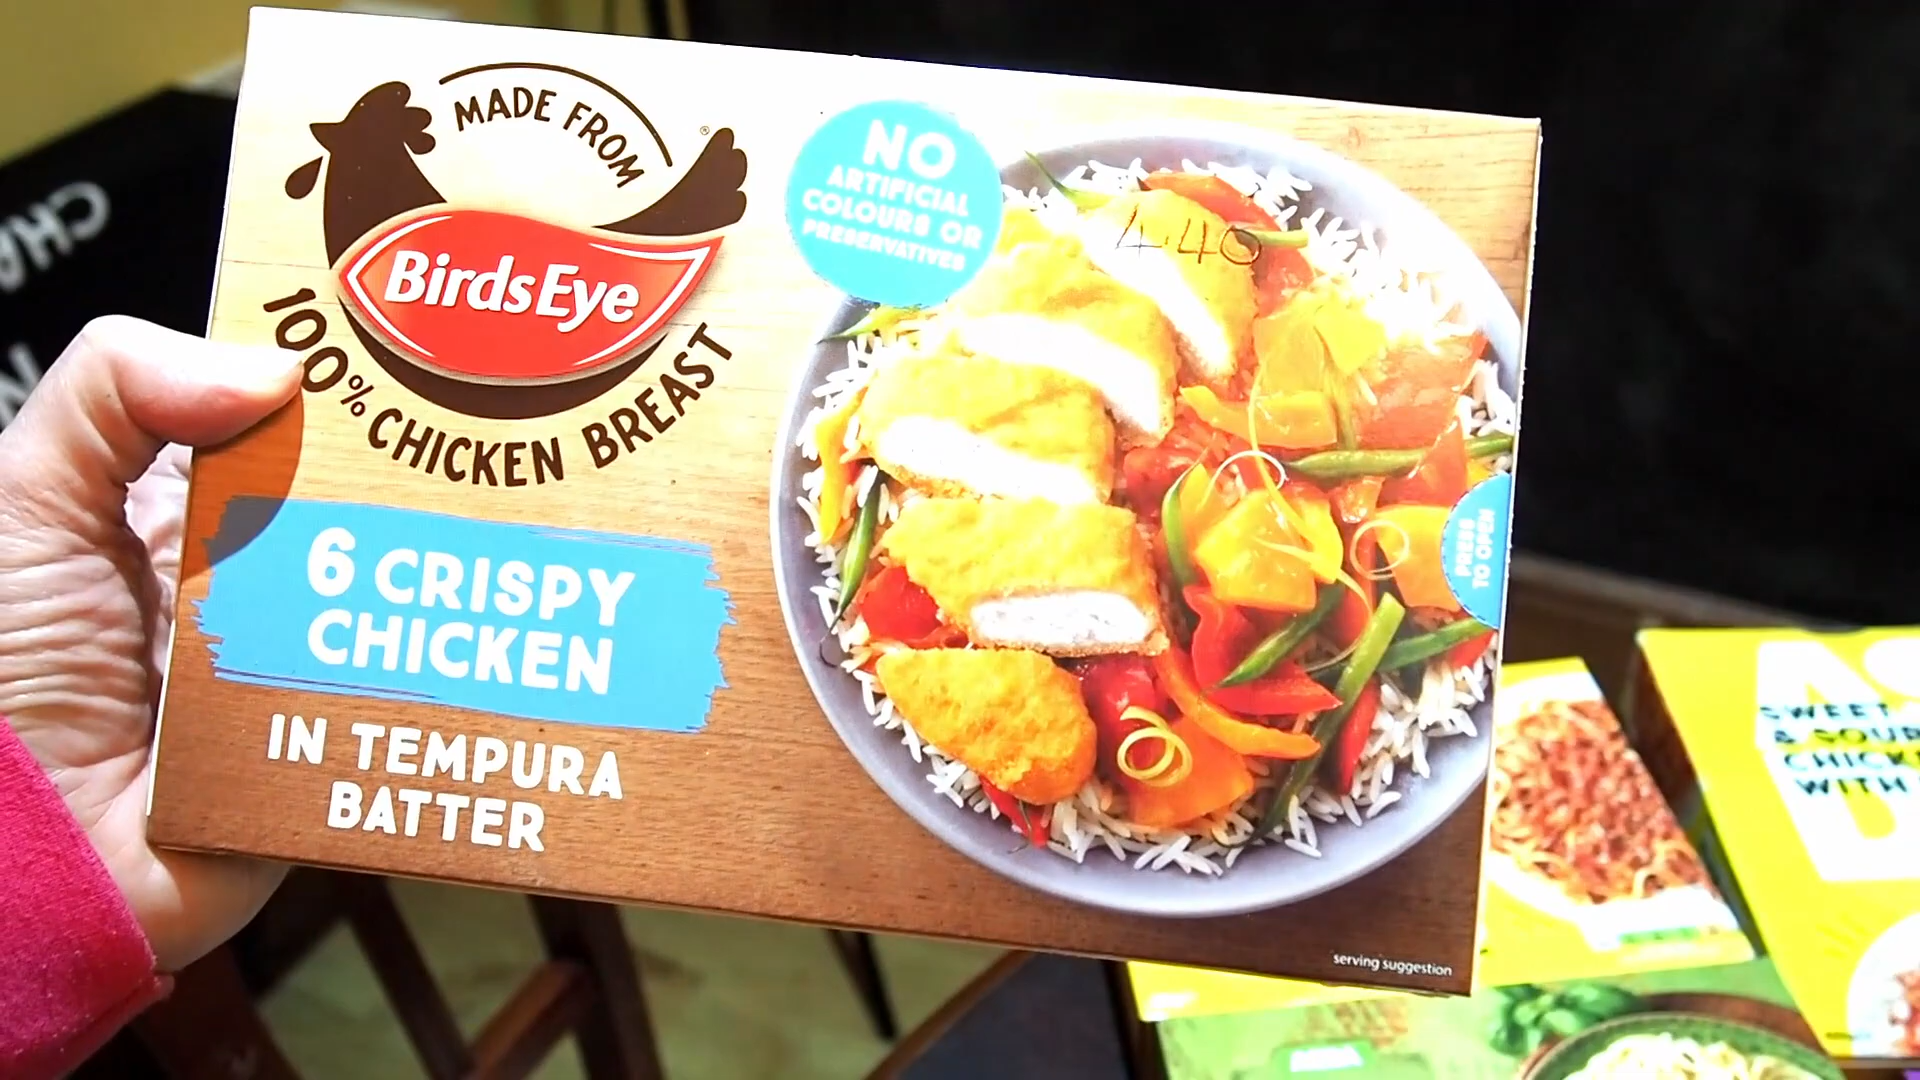 MADE FROM
®
BirdsEye
100% CHICKEN BREAST
NO
ARTIFICIAL
COLOURS OR
PRESERVATIVES
4.40
6 CRISPY
CHICKEN
IN TEMPURA
BATTER
PRESS
TO OPEN
serving suggestion
CHA
SWEET
& SOUR
WITH